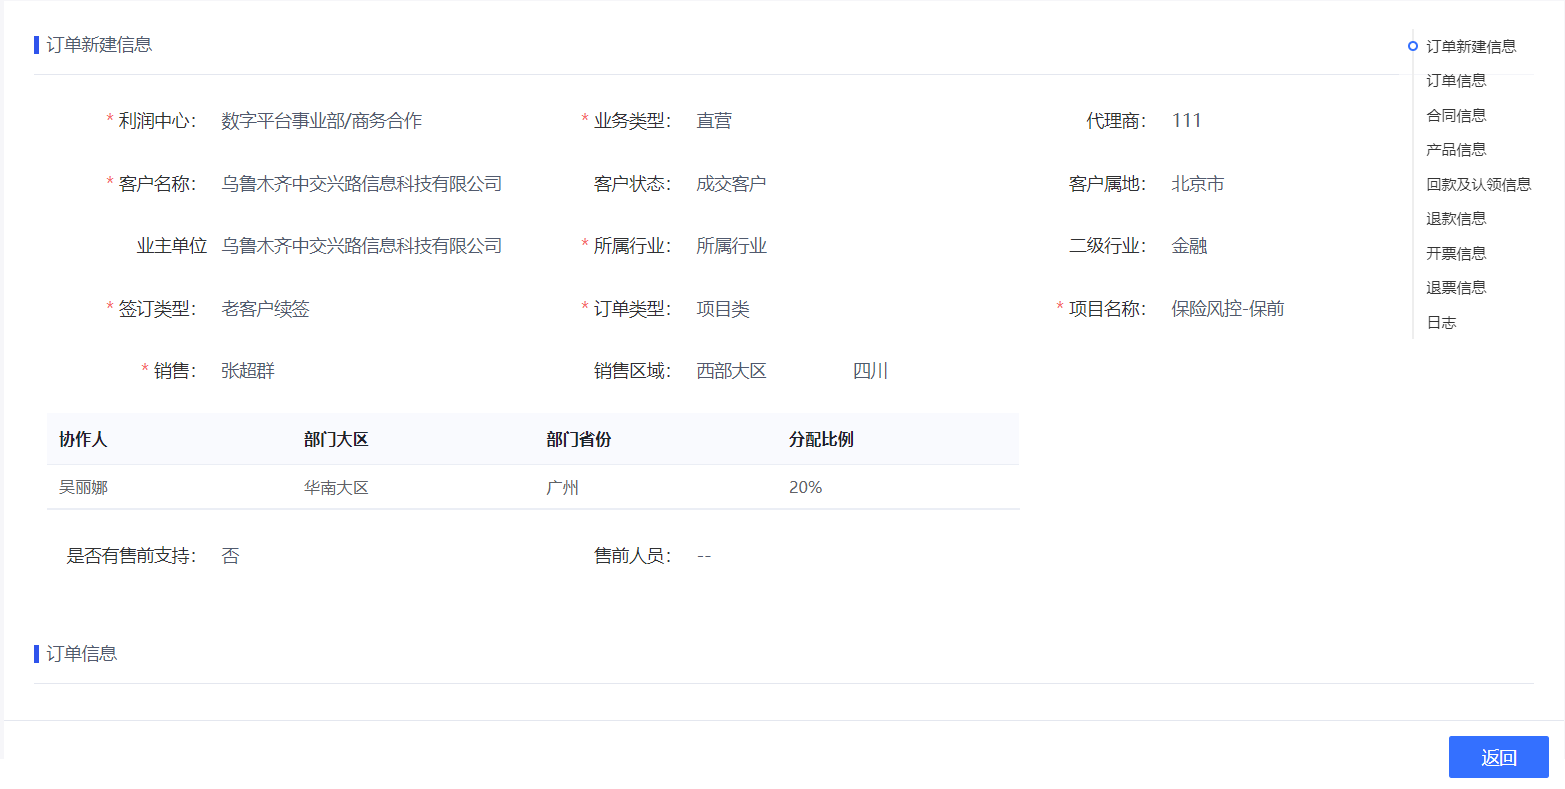 订单新建信息
* 利润中心： 数字平台事业部/商务合作 * 业务类型： 直营 代理商： 111
* 客户名称： 乌鲁木齐中交兴路信息科技有限公司 客户状态： 成交客户 客户属地： 北京市
业主单位 乌鲁木齐中交兴路信息科技有限公司 * 所属行业： 所属行业 二级行业： 金融
* 签订类型： 老客户续签 * 订单类型： 项目类 * 项目名称： 保险风控-保前
* 销售： 张超群 销售区域： 西部大区 四川
协作人 部门大区 部门省份 分配比例
吴丽娜 华南大区 广州 20%
是否有售前支持： 否 售前人员： --
订单信息
订单新建信息
订单信息
合同信息
产品信息
回款及认领信息
退款信息
开票信息
退票信息
日志
返回